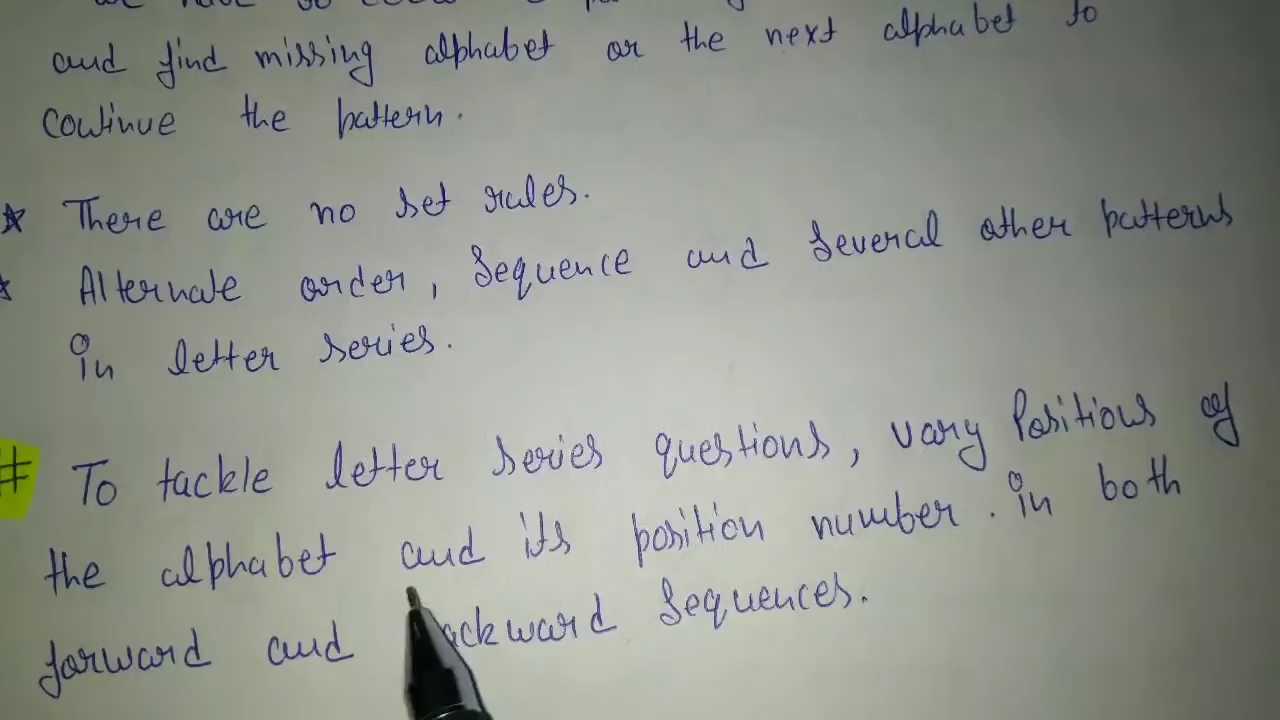 and find missing alphabet or the next alphabet to
continue the pattern.
☆ There are no set rules.
☆ Alternate order, Sequence and several other patterns
in letter series.
# To tackle letter series questions, vary Positions of
the alphabet and its position number. in both
forward and backward Sequences.